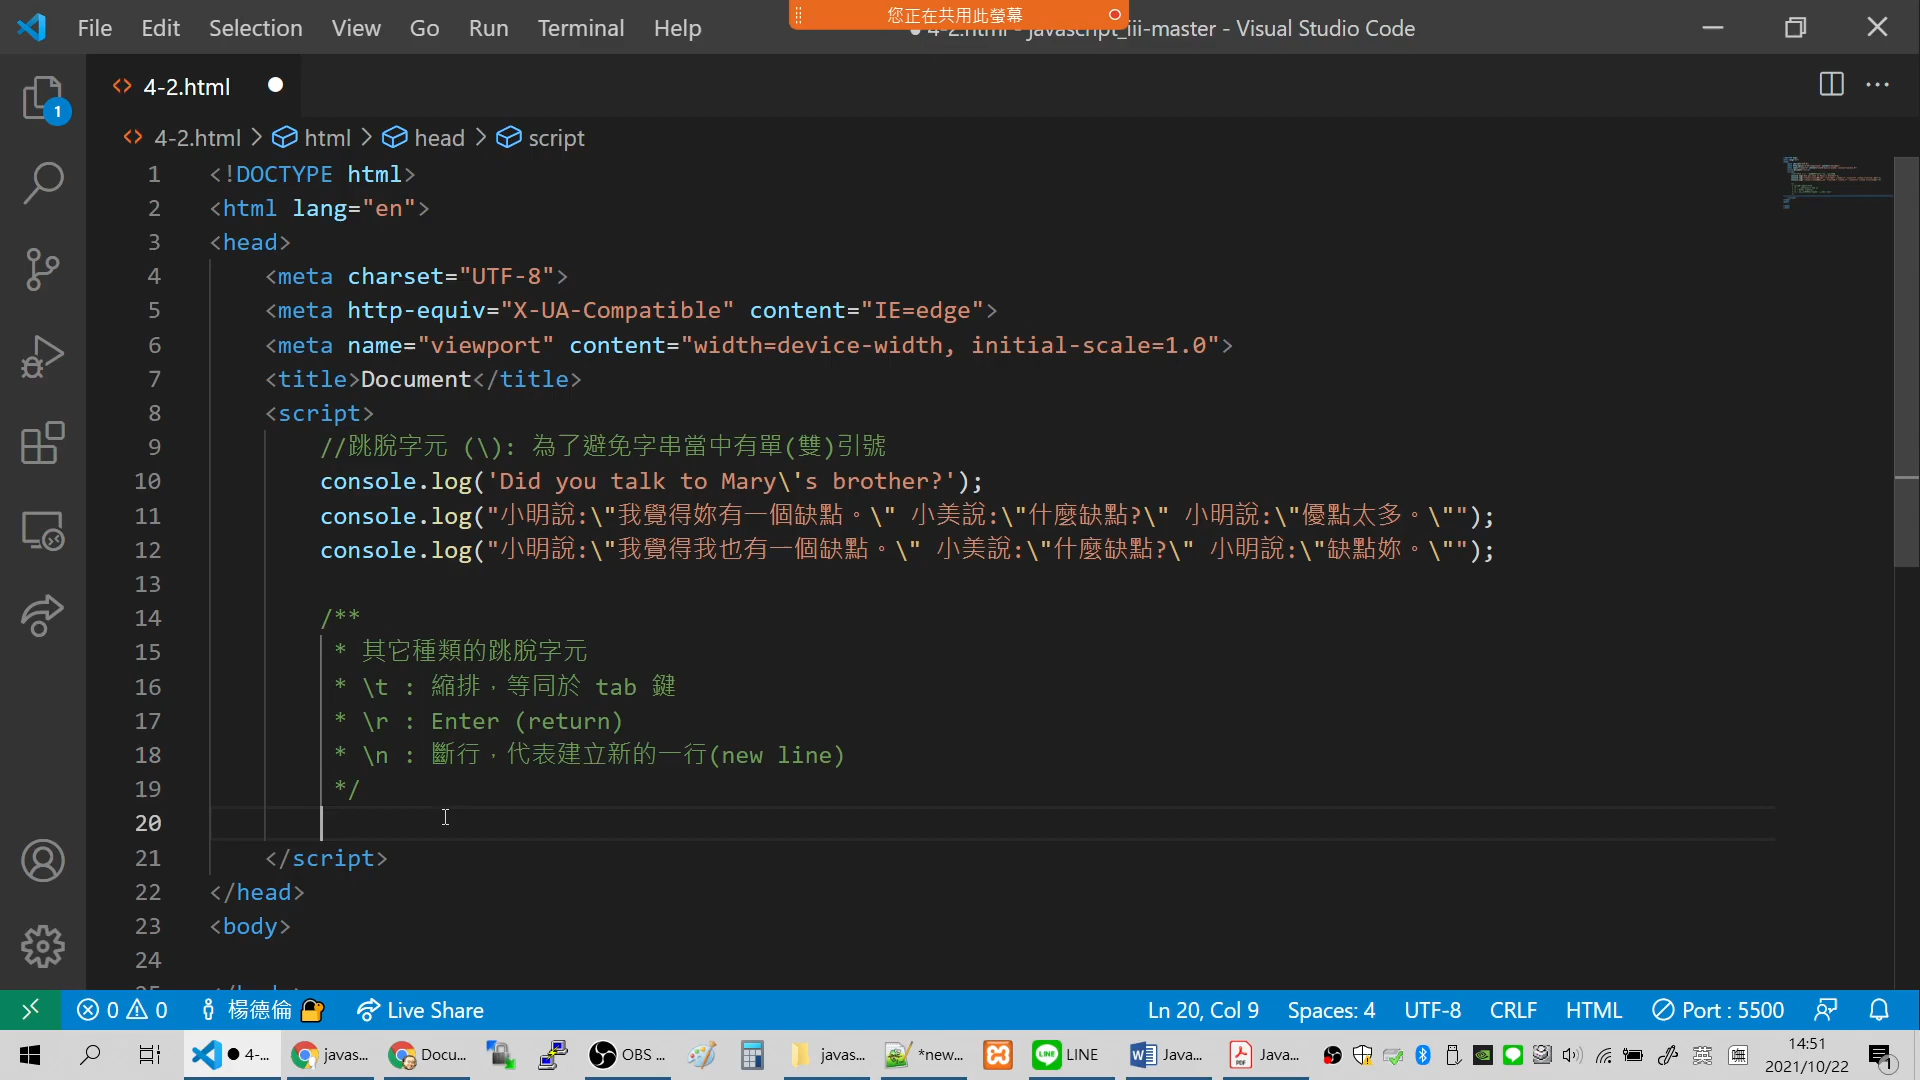 File Edit Selection View Go Run Terminal Help
您正在共用此螢幕
4-2.html - javascript_iii-master - Visual Studio Code
4-2.html
1
4-2.html > html > head > script
1 <!DOCTYPE html>
2 <html lang="en">
3 <head>
4 <meta charset="UTF-8">
5 <meta http-equiv="X-UA-Compatible" content="IE=edge">
6 <meta name="viewport" content="width=device-width, initial-scale=1.0">
7 <title>Document</title>
8 <script>
9 //跳脫字元 (\): 為了避免字串當中有單(雙)引號
10 console.log('Did you talk to Mary\'s brother?');
11 console.log("小明說:\"我覺得妳有一個缺點。\" 小美說:\"什麼缺點?\" 小明說:\"優點太多。\"");
12 console.log("小明說:\"我覺得我也有一個缺點。\" 小美說:\"什麼缺點?\" 小明說:\"缺點妳。\"");
13
14 /**
15 * 其它種類的跳脫字元
16 * \t : 縮排，等同於 tab 鍵
17 * \r : Enter (return)
18 * \n : 斷行，代表建立新的一行(new line)
19 */
20
21 </script>
22 </head>
23 <body>
24
0 0 楊德倫 Live Share Ln 20, Col 9 Spaces: 4 UTF-8 CRLF HTML Port : 5500
4-... javas... Docu... OBS ... javas... *new... LINE Java... Java... 英
14:51
2021/10/22
1